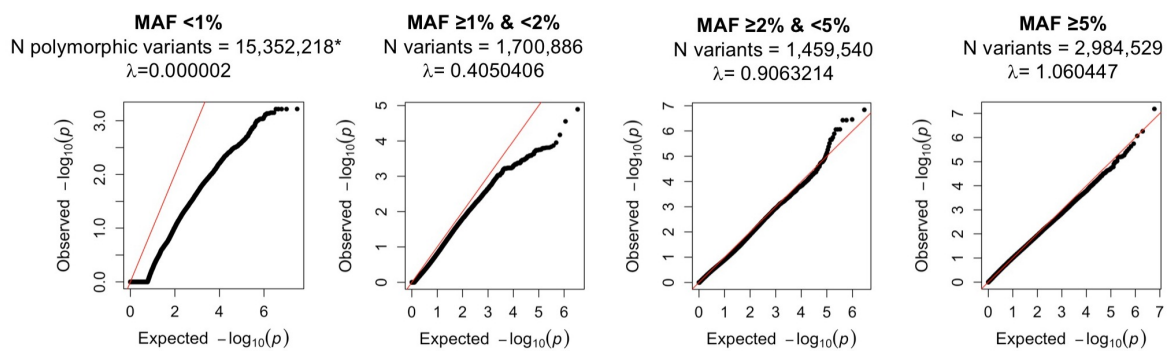 MAF <1%
N polymorphic variants = 15,352,218*
λ=0.000002
Observed −log10(p)
0.0 1.0 2.0 3.0
0 2 4 6
Expected −log10(p)
MAF ≥1% & <2%
N variants = 1,700,886
λ= 0.4050406
Observed −log10(p)
0 1 2 3 4 5
0 1 2 3 4 5 6
Expected −log10(p)
MAF ≥2% & <5%
N variants = 1,459,540
λ= 0.9063214
Observed −log10(p)
0 1 2 3 4 5 6 7
0 1 2 3 4 5 6
Expected −log10(p)
MAF ≥5%
N variants = 2,984,529
λ= 1.060447
Observed −log10(p)
0 1 2 3 4 5 6 7
0 1 2 3 4 5 6 7
Expected −log10(p)